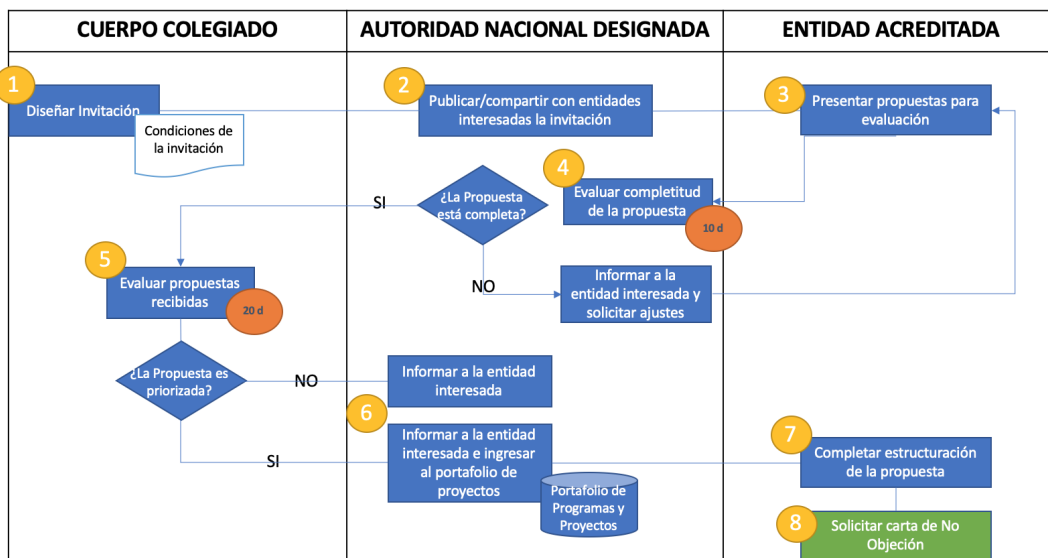 CUERPO COLEGIADO
AUTORIDAD NACIONAL DESIGNADA
ENTIDAD ACREDITADA
1
Diseñar Invitación
Condiciones de
la invitación
2
Publicar/compartir con entidades
interesadas la invitación
3
Presentar propuestas para
evaluación
4
Evaluar completitud
de la propuesta
10 d
¿La Propuesta
está completa?
SI
NO
Informar a la
entidad interesada y
solicitar ajustes
5
Evaluar propuestas
recibidas
20 d
¿La Propuesta es
priorizada?
NO
Informar a la entidad
interesada
SI
6
Informar a la entidad
interesada e ingresar
al portafolio de
proyectos
Portafolio de
Programas y
Proyectos
7
Completar estructuración
de la propuesta
8
Solicitar carta de No
Objeción